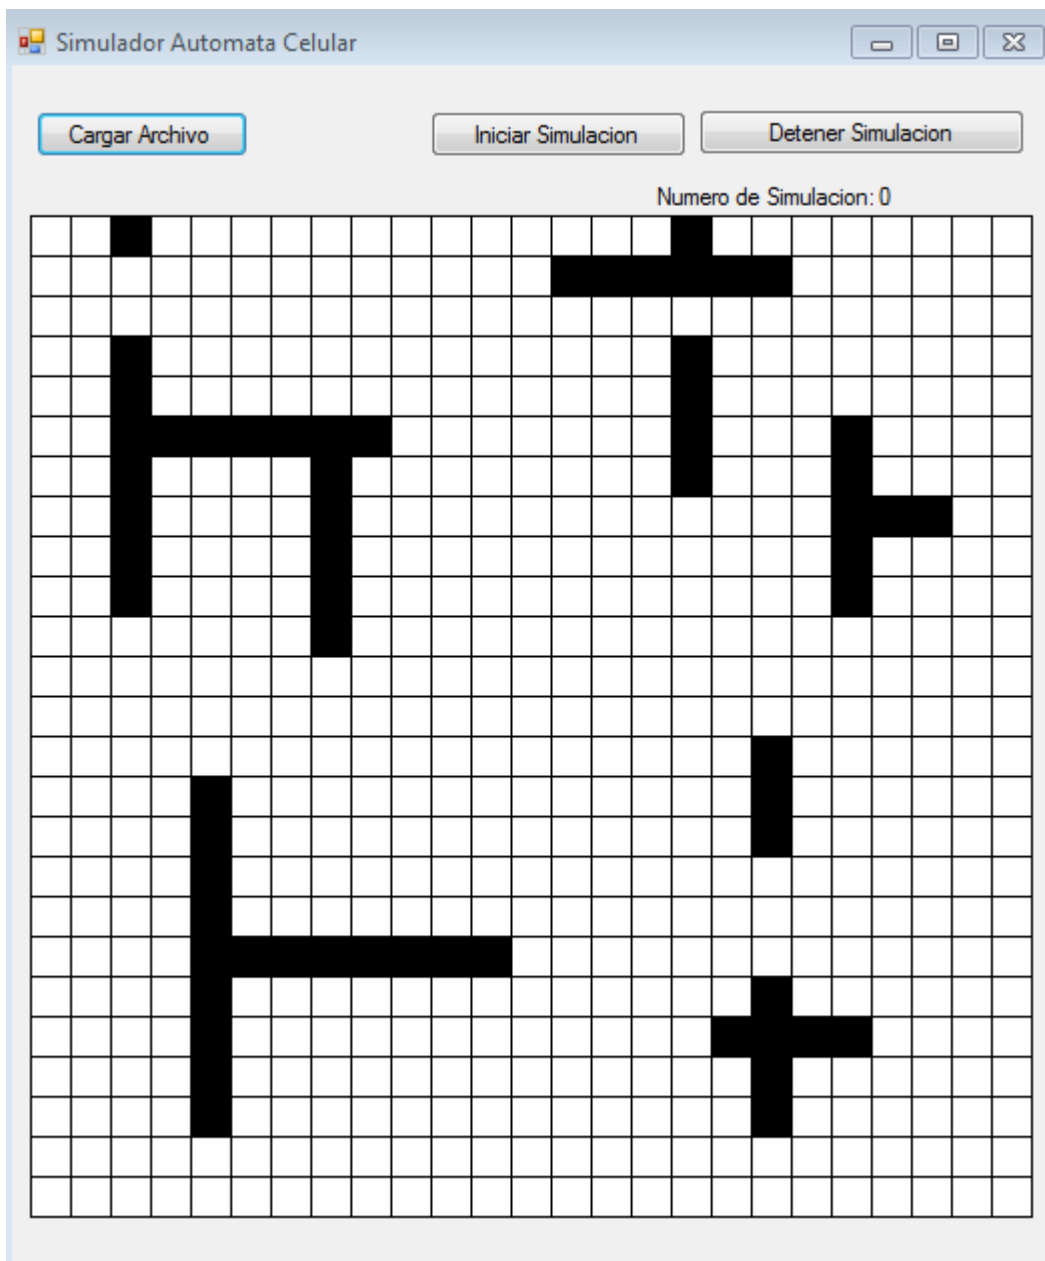 Simulador Automata Celular
Cargar Archivo
Iniciar Simulacion
Detener Simulacion
Numero de Simulacion: 0